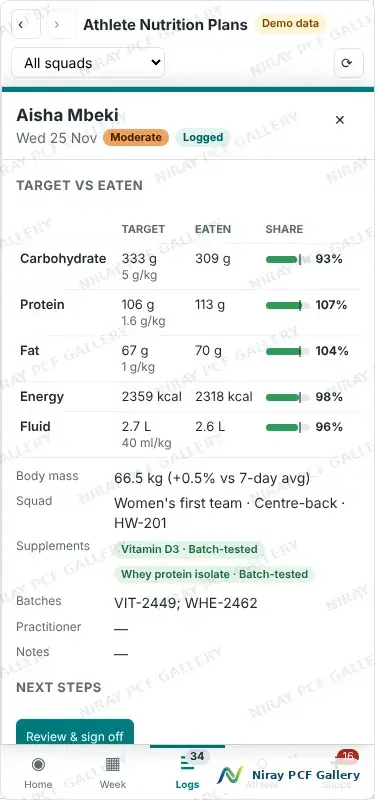 Athlete Nutrition Plans Demo data
All squads
Aisha Mbeki
Wed 25 Nov Moderate Logged
TARGET VS EATEN
TARGET EATEN SHARE
Carbohydrate 333 g 309 g 93%
5 g/kg
Protein 106 g 113 g 107%
1.6 g/kg
Fat 67 g 70 g 104%
1 g/kg
Energy 2359 kcal 2318 kcal 98%
Fluid 2.7 L 2.6 L 96%
40 ml/kg
Body mass 66.5 kg (+0.5% vs 7-day avg)
Squad Women's first team · Centre-back ·
HW-201
Supplements Vitamin D3 · Batch-tested
Whey protein isolate · Batch-tested
Batches VIT-2449; WHE-2462
Practitioner —
Notes —
NEXT STEPS
Review & sign off
34 16
Home Week Logs Athlete Supps
Niray PCF Gallery
NIRAY PCF GALLERY